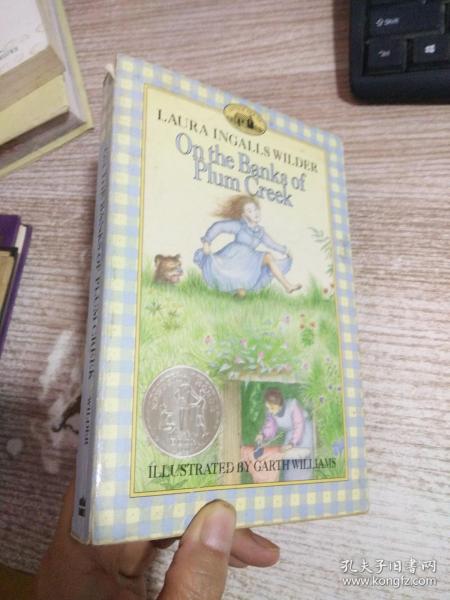 LAURA INGALLS WILDER
On the Banks of
Plum Creek
ILLUSTRATED BY GARTH WILLIAMS
ON THE BANKS OF PLUM CREEK WILDER
孔夫子旧书网
www.kongfz.com